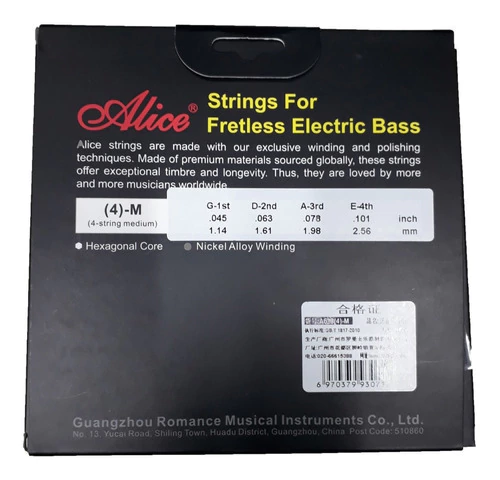 Alice®
Strings For
Fretless Electric Bass
Alice strings are made with our exclusive winding and polishing
techniques. Made of premium materials sourced globally, these strings
offer exceptional timbre and longevity. Thus, they are loved by more
and more musicians worldwide.
(4)-M
(4-string medium)
G-1st D-2nd A-3rd E-4th
.045 .063 .078 .101 inch
1.14 1.61 1.98 2.56 mm
Hexagonal Core
Nickel Alloy Winding
合格证
(4)-M
6 970379 9307
Guangzhou Romance Musical Instruments Co., Ltd.
No. 13, Yucai Road, Shiling Town, Huadu District, Guangzhou, China Post Code: 510860